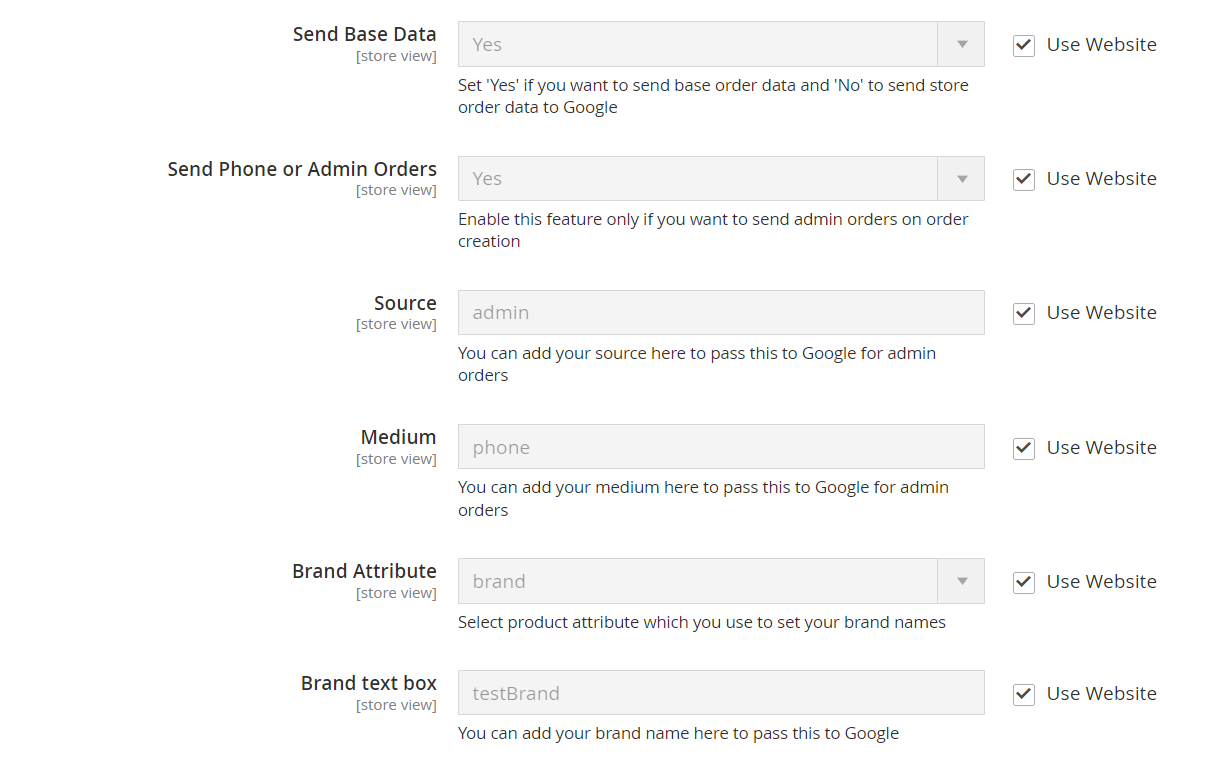 Send Base Data
[store view]
Yes
Use Website
Set 'Yes' if you want to send base order data and 'No' to send store
order data to Google
Send Phone or Admin Orders
[store view]
Yes
Use Website
Enable this feature only if you want to send admin orders on order
creation
Source
[store view]
admin
Use Website
You can add your source here to pass this to Google for admin
orders
Medium
[store view]
phone
Use Website
You can add your medium here to pass this to Google for admin
orders
Brand Attribute
[store view]
brand
Use Website
Select product attribute which you use to set your brand names
Brand text box
[store view]
testBrand
Use Website
You can add your brand name here to pass this to Google